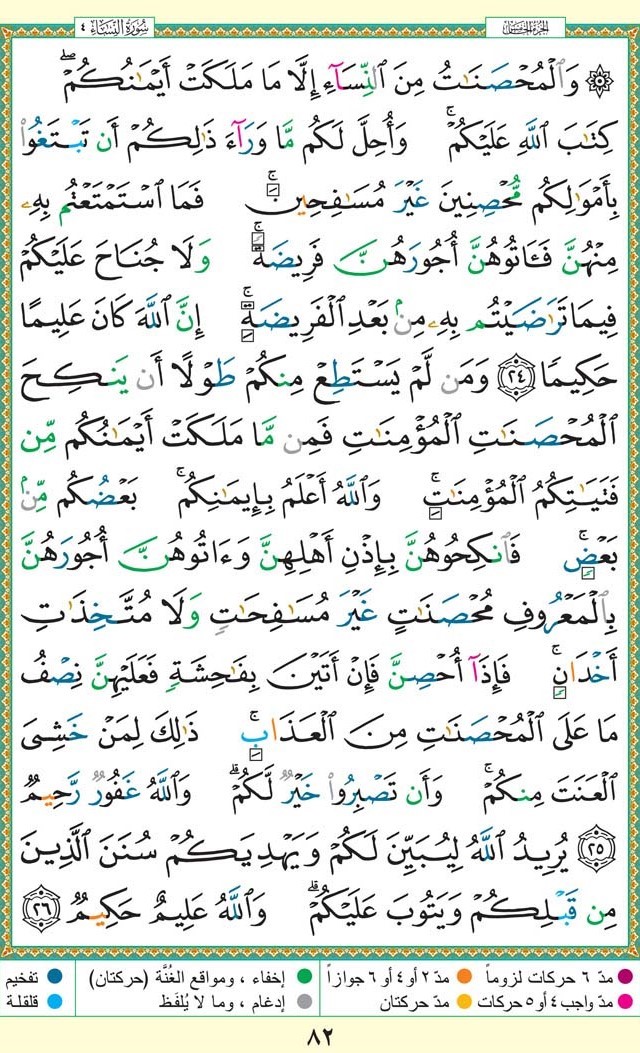 الجزء الخامس
سورة النساء ٤
۞ وَٱلْمُحْصَنَٰتُ مِنَ ٱلنِّسَآءِ إِلَّا مَا مَلَكَتْ أَيْمَٰنُكُمْ ۖ
كِتَٰبَ ٱللَّهِ عَلَيْكُمْ ۚ وَأُحِلَّ لَكُم مَّا وَرَآءَ ذَٰلِكُمْ أَن تَبْتَغُوا۟
بِأَمْوَٰلِكُم مُّحْصِنِينَ غَيْرَ مُسَٰفِحِينَ ۚ فَمَا ٱسْتَمْتَعْتُم بِهِۦ
مِنْهُنَّ فَـَٔاتُوهُنَّ أُجُورَهُنَّ فَرِيضَةً ۚ وَلَا جُنَاحَ عَلَيْكُمْ
فِيمَا تَرَٰضَيْتُم بِهِۦ مِنۢ بَعْدِ ٱلْفَرِيضَةِ ۚ إِنَّ ٱللَّهَ كَانَ عَلِيمًا
حَكِيمًا ٢٤ وَمَن لَّمْ يَسْتَطِعْ مِنكُمْ طَوْلًا أَن يَنكِحَ
ٱلْمُحْصَنَٰتِ ٱلْمُؤْمِنَٰتِ فَمِن مَّا مَلَكَتْ أَيْمَٰنُكُم مِّن
فَتَيَٰتِكُمُ ٱلْمُؤْمِنَٰتِ ۚ وَٱللَّهُ أَعْلَمُ بِإِيمَٰنِكُم ۚ بَعْضُكُم مِّنۢ
بَعْضٍ ۚ فَٱنكِحُوهُنَّ بِإِذْنِ أَهْلِهِنَّ وَءَاتُوهُنَّ أُجُورَهُنَّ
بِٱلْمَعْرُوفِ مُحْصَنَٰتٍ غَيْرَ مُسَٰفِحَٰتٍ وَلَا مُتَّخِذَٰتِ
أَخْدَانٍ ۚ فَإِذَآ أُحْصِنَّ فَإِنْ أَتَيْنَ بِفَٰحِشَةٍ فَعَلَيْهِنَّ نِصْفُ
مَا عَلَى ٱلْمُحْصَنَٰتِ مِنَ ٱلْعَذَابِ ۚ ذَٰلِكَ لِمَنْ خَشِىَ
ٱلْعَنَتَ مِنكُمْ ۚ وَأَن تَصْبِرُوا۟ خَيْرٌ لَّكُمْ ۗ وَٱللَّهُ غَفُورٌ رَّحِيمٌ
٢٥ يُرِيدُ ٱللَّهُ لِيُبَيِّنَ لَكُمْ وَيَهْدِيَكُمْ سُنَنَ ٱلَّذِينَ
مِن قَبْلِكُمْ وَيَتُوبَ عَلَيْكُمْ ۗ وَٱللَّهُ عَلِيمٌ حَكِيمٌ ٢٦
مدّ ٦ حركات لزوماً مدّ ٢ أو ٤ أو ٦ جوازاً إخفاء ، ومواقع الغُنَّة (حركتان) تفخيم
مدّ واجب ٤ أو ٥ حركات مدّ حركتان إدغام ، وما لا يُلفَظ قلقلة
٨٢